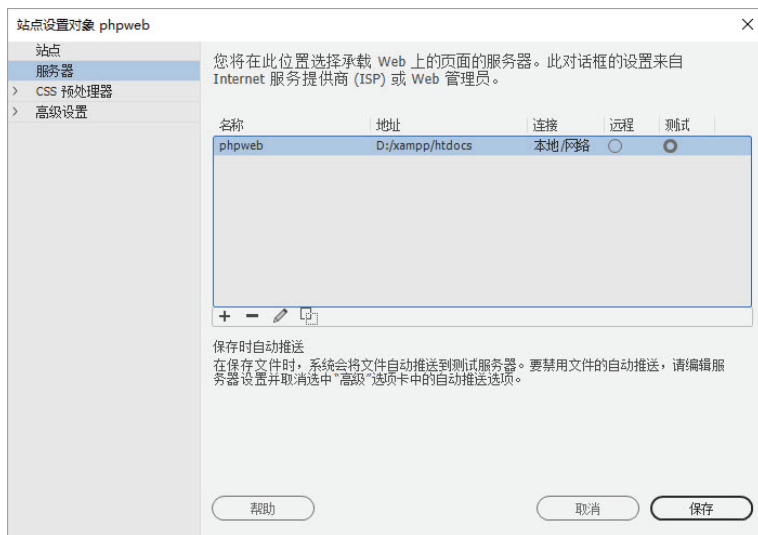 站点设置对象 phpweb
站点
服务器
CSS 预处理器
高级设置
您将在此位置选择承载 Web 上的页面的服务器。此对话框的设置来自
Internet 服务提供商 (ISP) 或 Web 管理员。
名称 地址 连接 远程 测试
phpweb D:/xampp/htdocs 本地/网络
保存时自动推送
在保存文件时，系统会将文件自动推送到测试服务器。要禁用文件的自动推送，请编辑服
务器设置并取消选中“高级”选项卡中的自动推送选项。
帮助 取消 保存